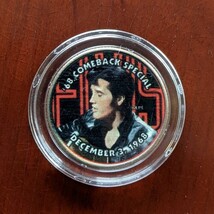 '68 COMEBACK SPECIAL
DECEMBER 3, 1968